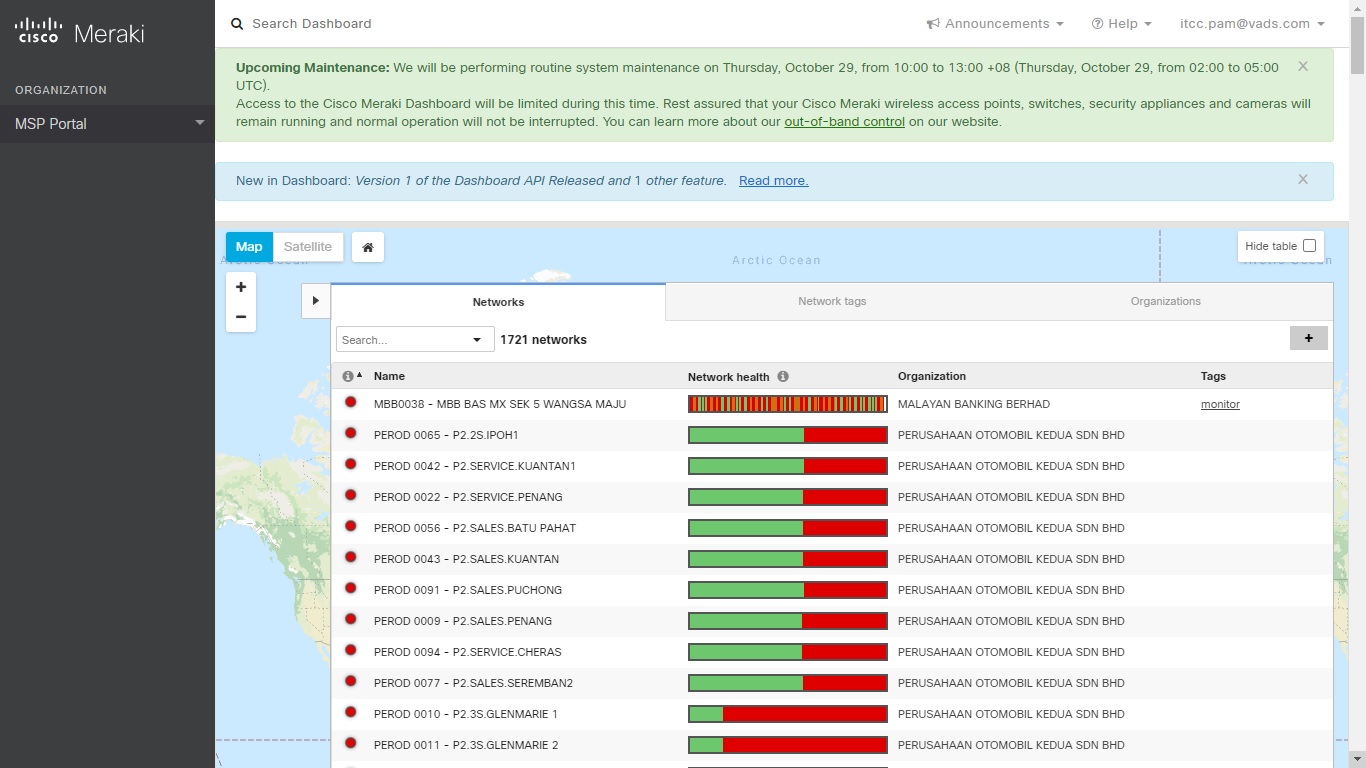 Search Dashboard
Announcements
Help
itcc.pam@vads.com
CISCO Meraki
ORGANIZATION
MSP Portal
Upcoming Maintenance: We will be performing routine system maintenance on Thursday, October 29, from 10:00 to 13:00 +08 (Thursday, October 29, from 02:00 to 05:00
UTC).
Access to the Cisco Meraki Dashboard will be limited during this time. Rest assured that your Cisco Meraki wireless access points, switches, security appliances and cameras will
remain running and normal operation will not be interrupted. You can learn more about our out-of-band control on our website.
New in Dashboard: Version 1 of the Dashboard API Released and 1 other feature. Read more.
Map
Satellite
Hide table
Arctic Ocean
Arctic Ocean
Arctic Ocean
+
−
Networks
Network tags
Organizations
Search...
1721 networks
+
Name
Network health
Organization
Tags
MBB0038 - MBB BAS MX SEK 5 WANGSA MAJU MALAYAN BANKING BERHAD monitor
PEROD 0065 - P2.2S.IPOH1 PERUSAHAAN OTOMOBIL KEDUA SDN BHD
PEROD 0042 - P2.SERVICE.KUANTAN1 PERUSAHAAN OTOMOBIL KEDUA SDN BHD
PEROD 0022 - P2.SERVICE.PENANG PERUSAHAAN OTOMOBIL KEDUA SDN BHD
PEROD 0056 - P2.SALES.BATU PAHAT PERUSAHAAN OTOMOBIL KEDUA SDN BHD
PEROD 0043 - P2.SALES.KUANTAN PERUSAHAAN OTOMOBIL KEDUA SDN BHD
PEROD 0091 - P2.SALES.PUCHONG PERUSAHAAN OTOMOBIL KEDUA SDN BHD
PEROD 0009 - P2.SALES.PENANG PERUSAHAAN OTOMOBIL KEDUA SDN BHD
PEROD 0094 - P2.SERVICE.CHERAS PERUSAHAAN OTOMOBIL KEDUA SDN BHD
PEROD 0077 - P2.SALES.SEREMBAN2 PERUSAHAAN OTOMOBIL KEDUA SDN BHD
PEROD 0010 - P2.3S.GLENMARIE 1 PERUSAHAAN OTOMOBIL KEDUA SDN BHD
PEROD 0011 - P2.3S.GLENMARIE 2 PERUSAHAAN OTOMOBIL KEDUA SDN BHD